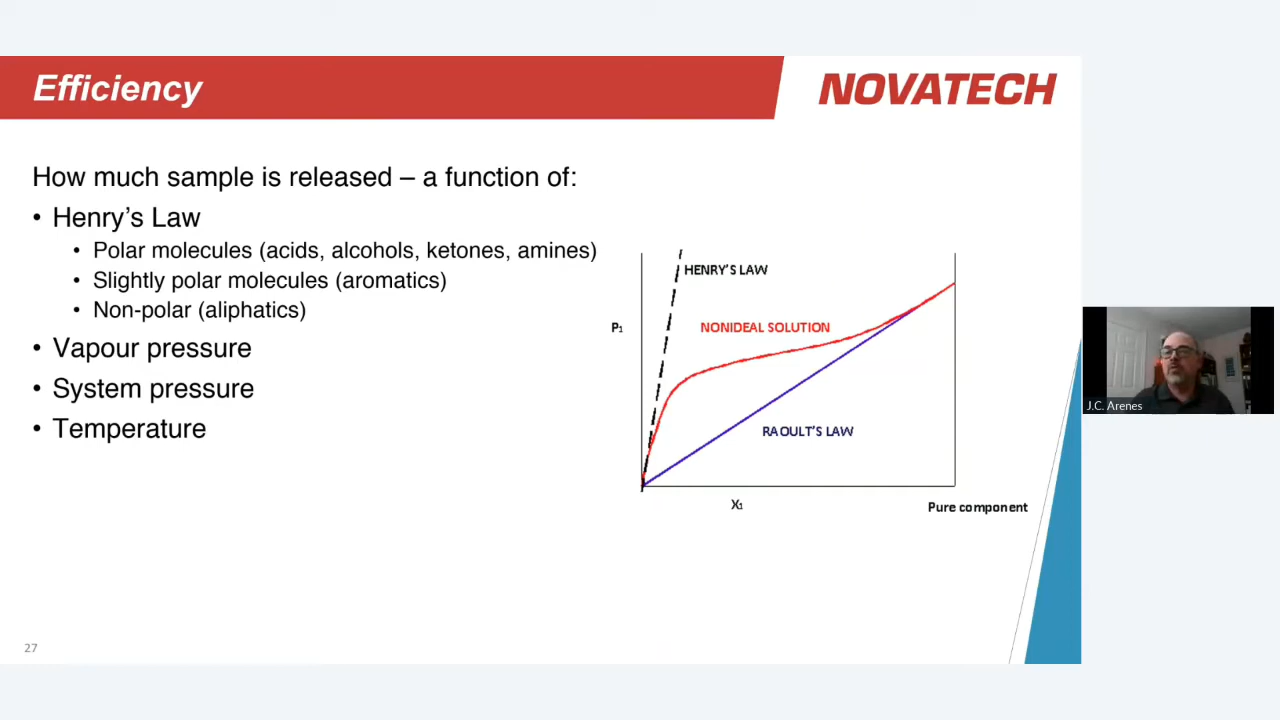 Efficiency
NOVATECH
How much sample is released – a function of:
• Henry’s Law
• Polar molecules (acids, alcohols, ketones, amines)
• Slightly polar molecules (aromatics)
• Non-polar (aliphatics)
• Vapour pressure
• System pressure
• Temperature
HENRY'S LAW
P1
NONIDEAL SOLUTION
RAOULT'S LAW
X1
Pure component
J.C. Arenes
27